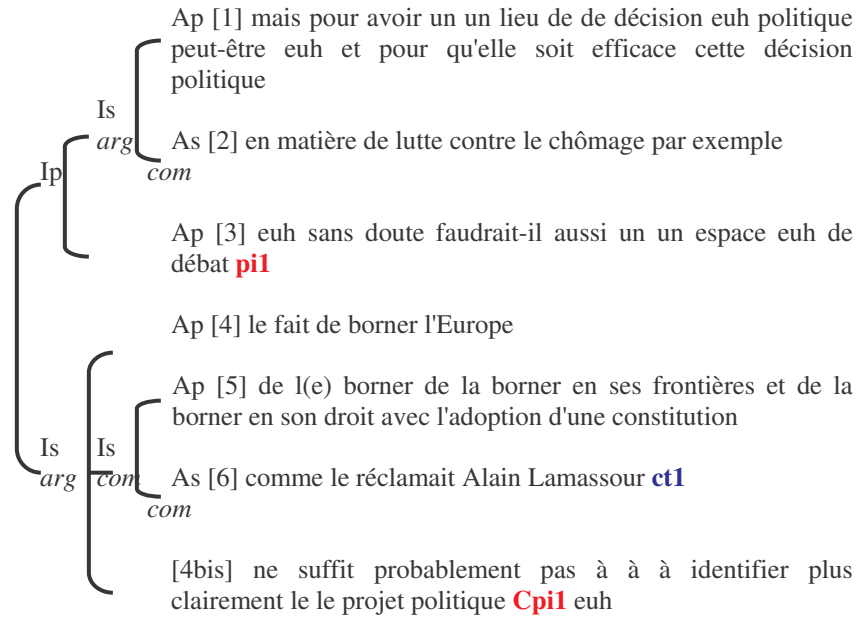 Ap [1] mais pour avoir un un lieu de de décision euh politique
peut-être euh et pour qu'elle soit efficace cette décision
politique
Is
arg
As [2] en matière de lutte contre le chômage par exemple
Ip
com
Ap [3] euh sans doute faudrait-il aussi un un espace euh de
débat pi1
Ap [4] le fait de borner l'Europe
Ap [5] de l(e) borner de la borner en ses frontières et de la
borner en son droit avec l'adoption d'une constitution
Is Is
arg com As [6] comme le réclamait Alain Lamassour ct1
com
[4bis] ne suffit probablement pas à à à identifier plus
clairement le le projet politique Cpi1 euh